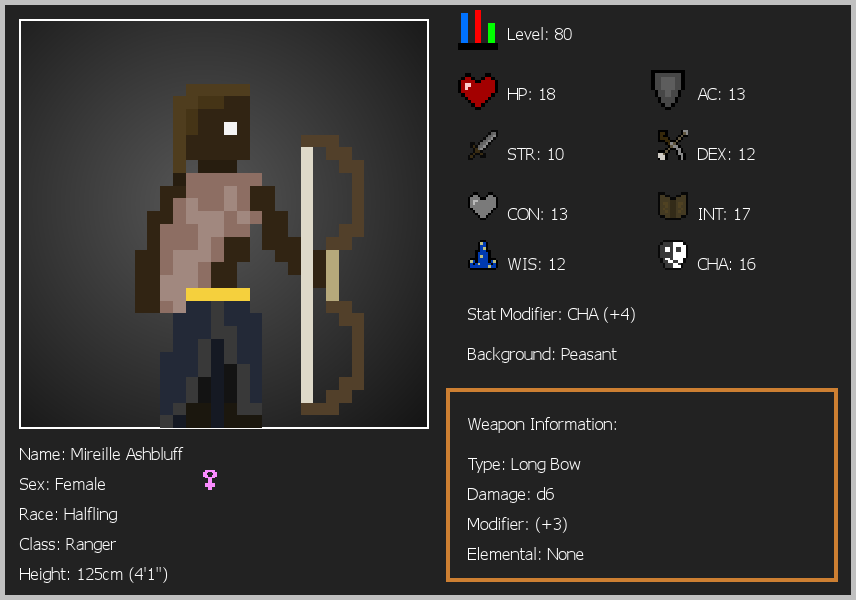 Level: 80
HP: 18
AC: 13
STR: 10
DEX: 12
CON: 13
INT: 17
WIS: 12
CHA: 16
Stat Modifier: CHA (+4)
Background: Peasant
Weapon Information:
Type: Long Bow
Damage: d6
Modifier: (+3)
Elemental: None
Name: Mireille Ashbluff
Sex: Female
Race: Halfling
Class: Ranger
Height: 125cm (4'1")